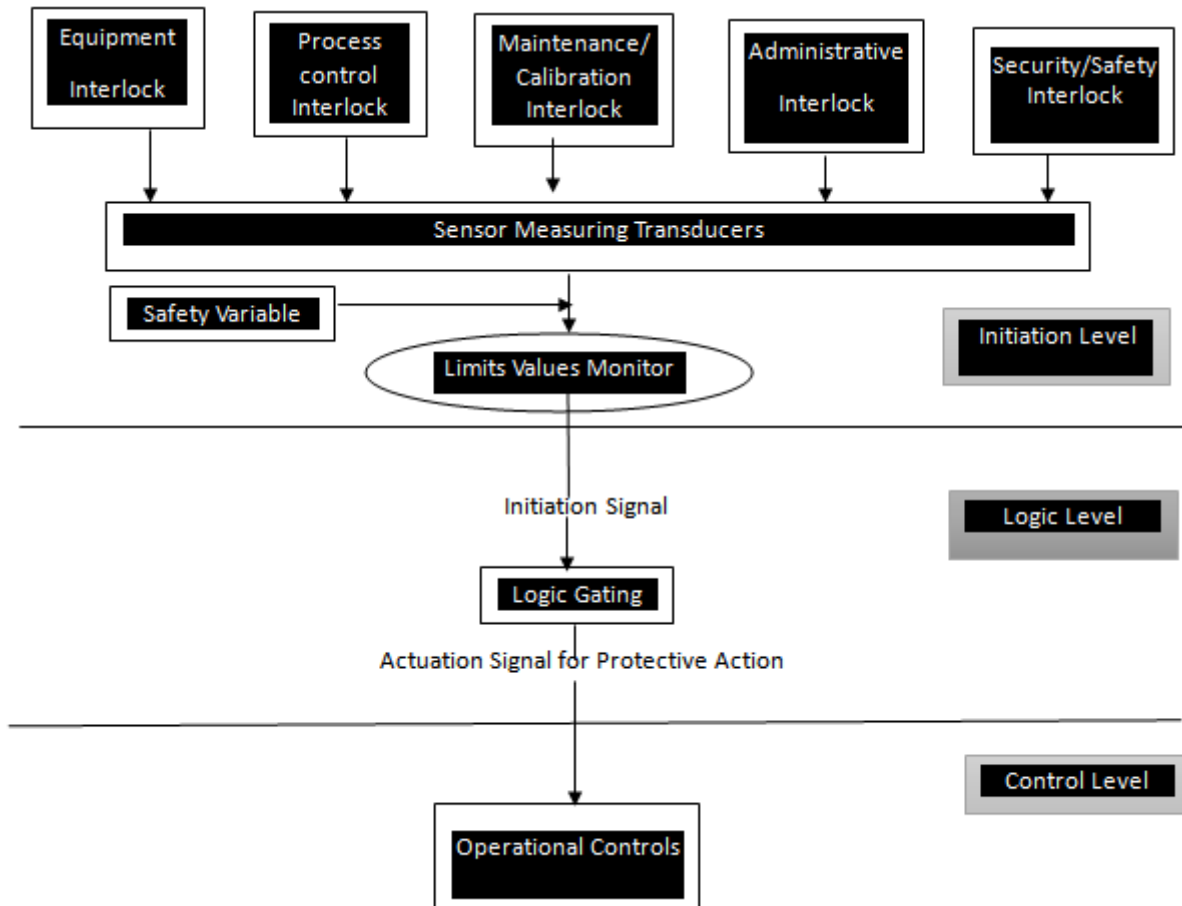 Equipment
Interlock
Process
control
Interlock
Maintenance/
Calibration
Interlock
Administrative
Interlock
Security/Safety
Interlock
Sensor Measuring Transducers
Safety Variable
Initiation Level
Limits Values Monitor
Initiation Signal
Logic Level
Logic Gating
Actuation Signal for Protective Action
Control Level
Operational Controls